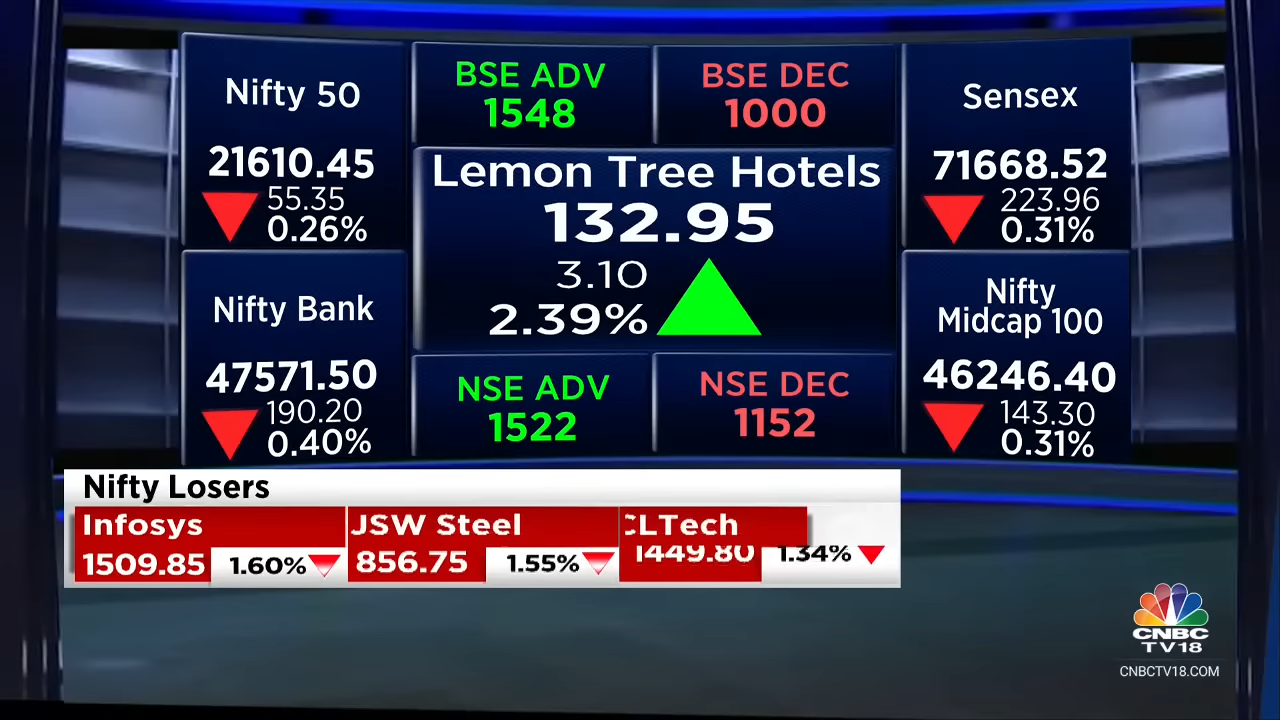 Nifty 50
21610.45
55.35
0.26%
BSE ADV
1548
BSE DEC
1000
Sensex
71668.52
223.96
0.31%
Lemon Tree Hotels
132.95
3.10
2.39%
Nifty Bank
47571.50
190.20
0.40%
NSE ADV
1522
NSE DEC
1152
Nifty
Midcap 100
46246.40
143.30
0.31%
Nifty Losers
Infosys
1509.85 1.60%
JSW Steel
856.75 1.55%
CLTech
1449.80 1.34%
CNBC
TV18
CNBCTV18.COM